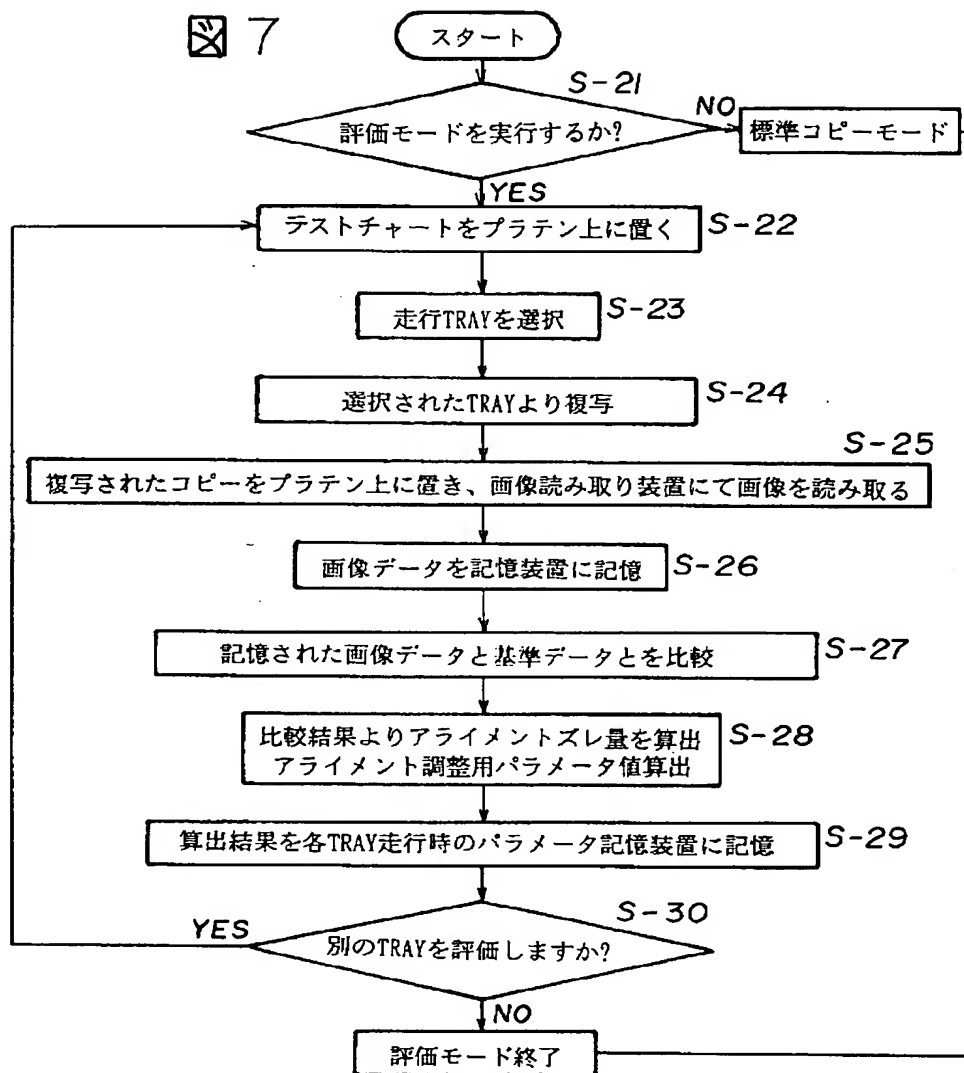 図 7
スタート
S-21
評価モードを実行するか?
NO
標準コピーモード
YES
テストチャートをプラテン上に置く
S-22
走行TRAYを選択
S-23
選択されたTRAYより複写
S-24
S-25
複写されたコピーをプラテン上に置き、画像読み取り装置にて画像を読み取る
画像データを記憶装置に記憶
S-26
記憶された画像データと基準データとを比較
S-27
比較結果よりアライメントズレ量を算出
アライメント調整用パラメータ値算出
S-28
算出結果を各TRAY走行時のパラメータ記憶装置に記憶
S-29
S-30
YES
別のTRAYを評価しますか?
NO
評価モード終了